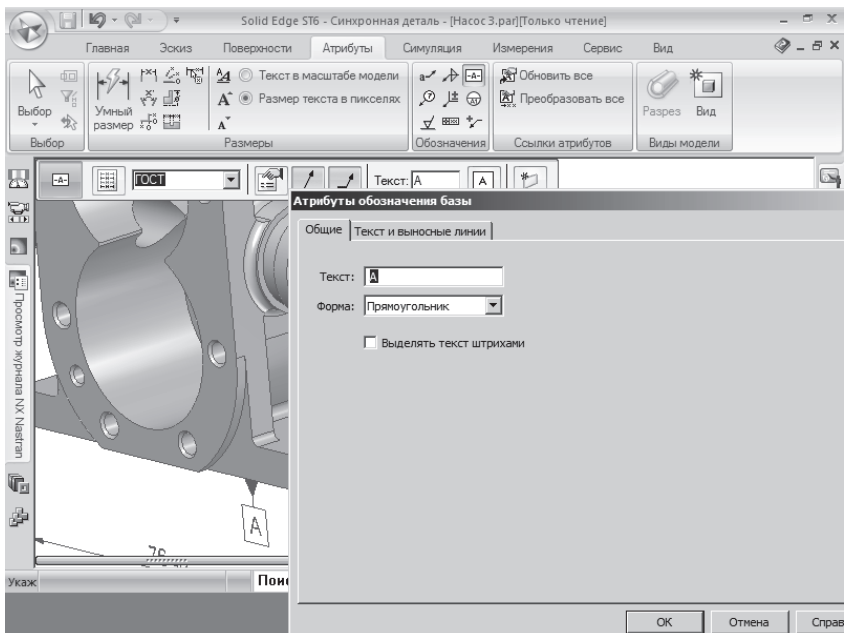 Solid Edge ST6 - Синхронная деталь - [Насос 3.par][Только чтение]
Главная Эскиз Поверхности Атрибуты Симуляция Измерения Сервис Вид
Текст в масштабе модели
Обновить все
Выбор
Умный размер
Размер текста в пикселях
Преобразовать все
Разрез Вид
Выбор Размеры Обозначения Ссылки атрибутов Виды модели
-A- ГОСТ Текст: A A
Атрибуты обозначения базы
Общие Текст и выносные линии
Текст: A
Форма: Прямоугольник
Выделять текст штрихами
Просмотр журнала NX Nastran
A
Укаж
OK Отмена Справ